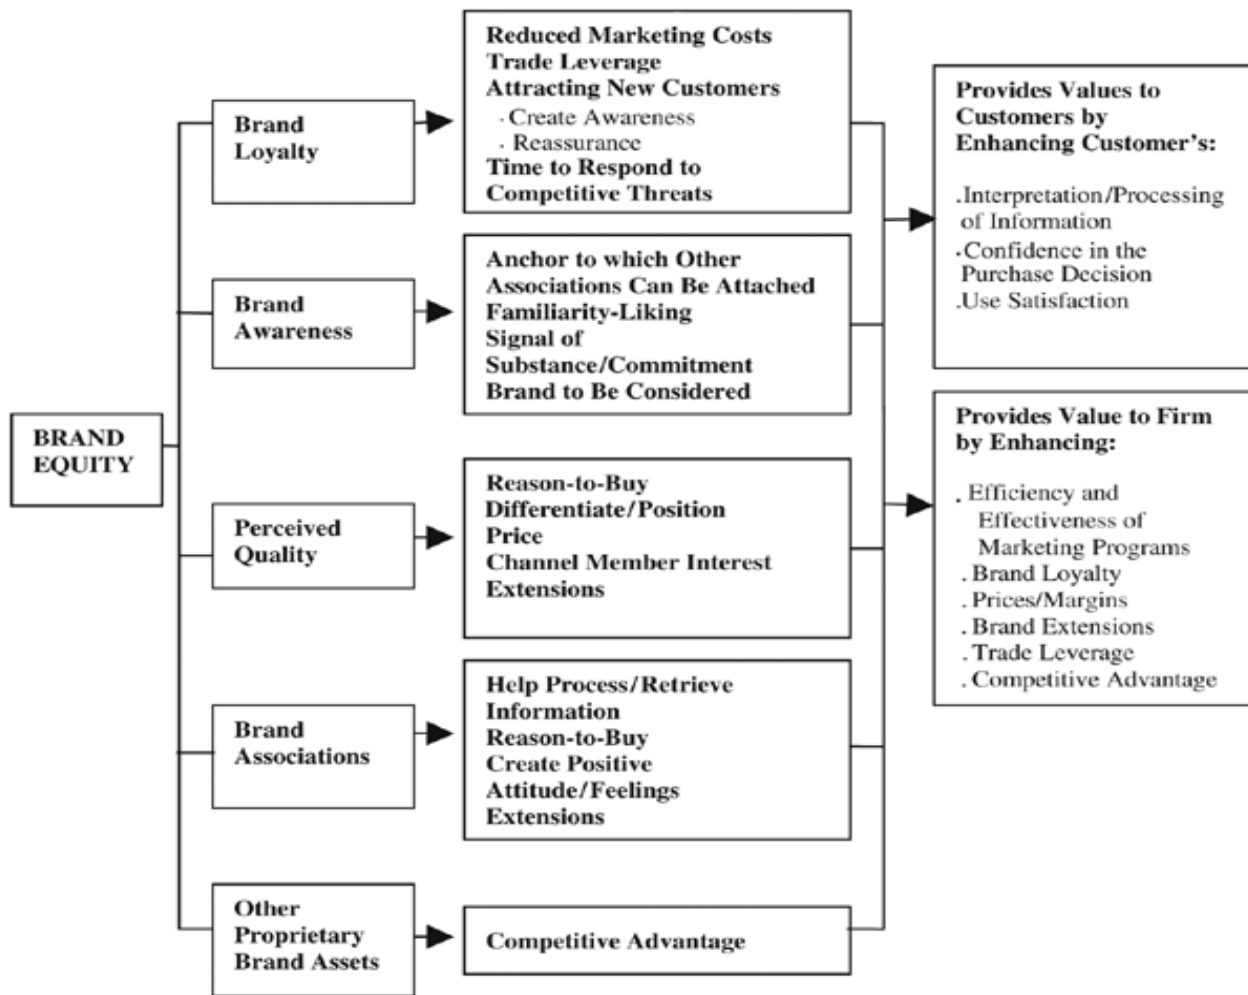 BRAND
EQUITY
Brand
Loyalty
Reduced Marketing Costs
Trade Leverage
Attracting New Customers
· Create Awareness
· Reassurance
Time to Respond to
Competitive Threats
Brand
Awareness
Anchor to which Other
Associations Can Be Attached
Familiarity-Liking
Signal of
Substance/Commitment
Brand to Be Considered
Perceived
Quality
Reason-to-Buy
Differentiate/Position
Price
Channel Member Interest
Extensions
Brand
Associations
Help Process/Retrieve
Information
Reason-to-Buy
Create Positive
Attitude/Feelings
Extensions
Other
Proprietary
Brand Assets
Competitive Advantage
Provides Values to
Customers by
Enhancing Customer's:
.Interpretation/Processing
of Information
.Confidence in the
Purchase Decision
.Use Satisfaction
Provides Value to Firm
by Enhancing:
. Efficiency and
Effectiveness of
Marketing Programs
. Brand Loyalty
. Prices/Margins
. Brand Extensions
. Trade Leverage
. Competitive Advantage